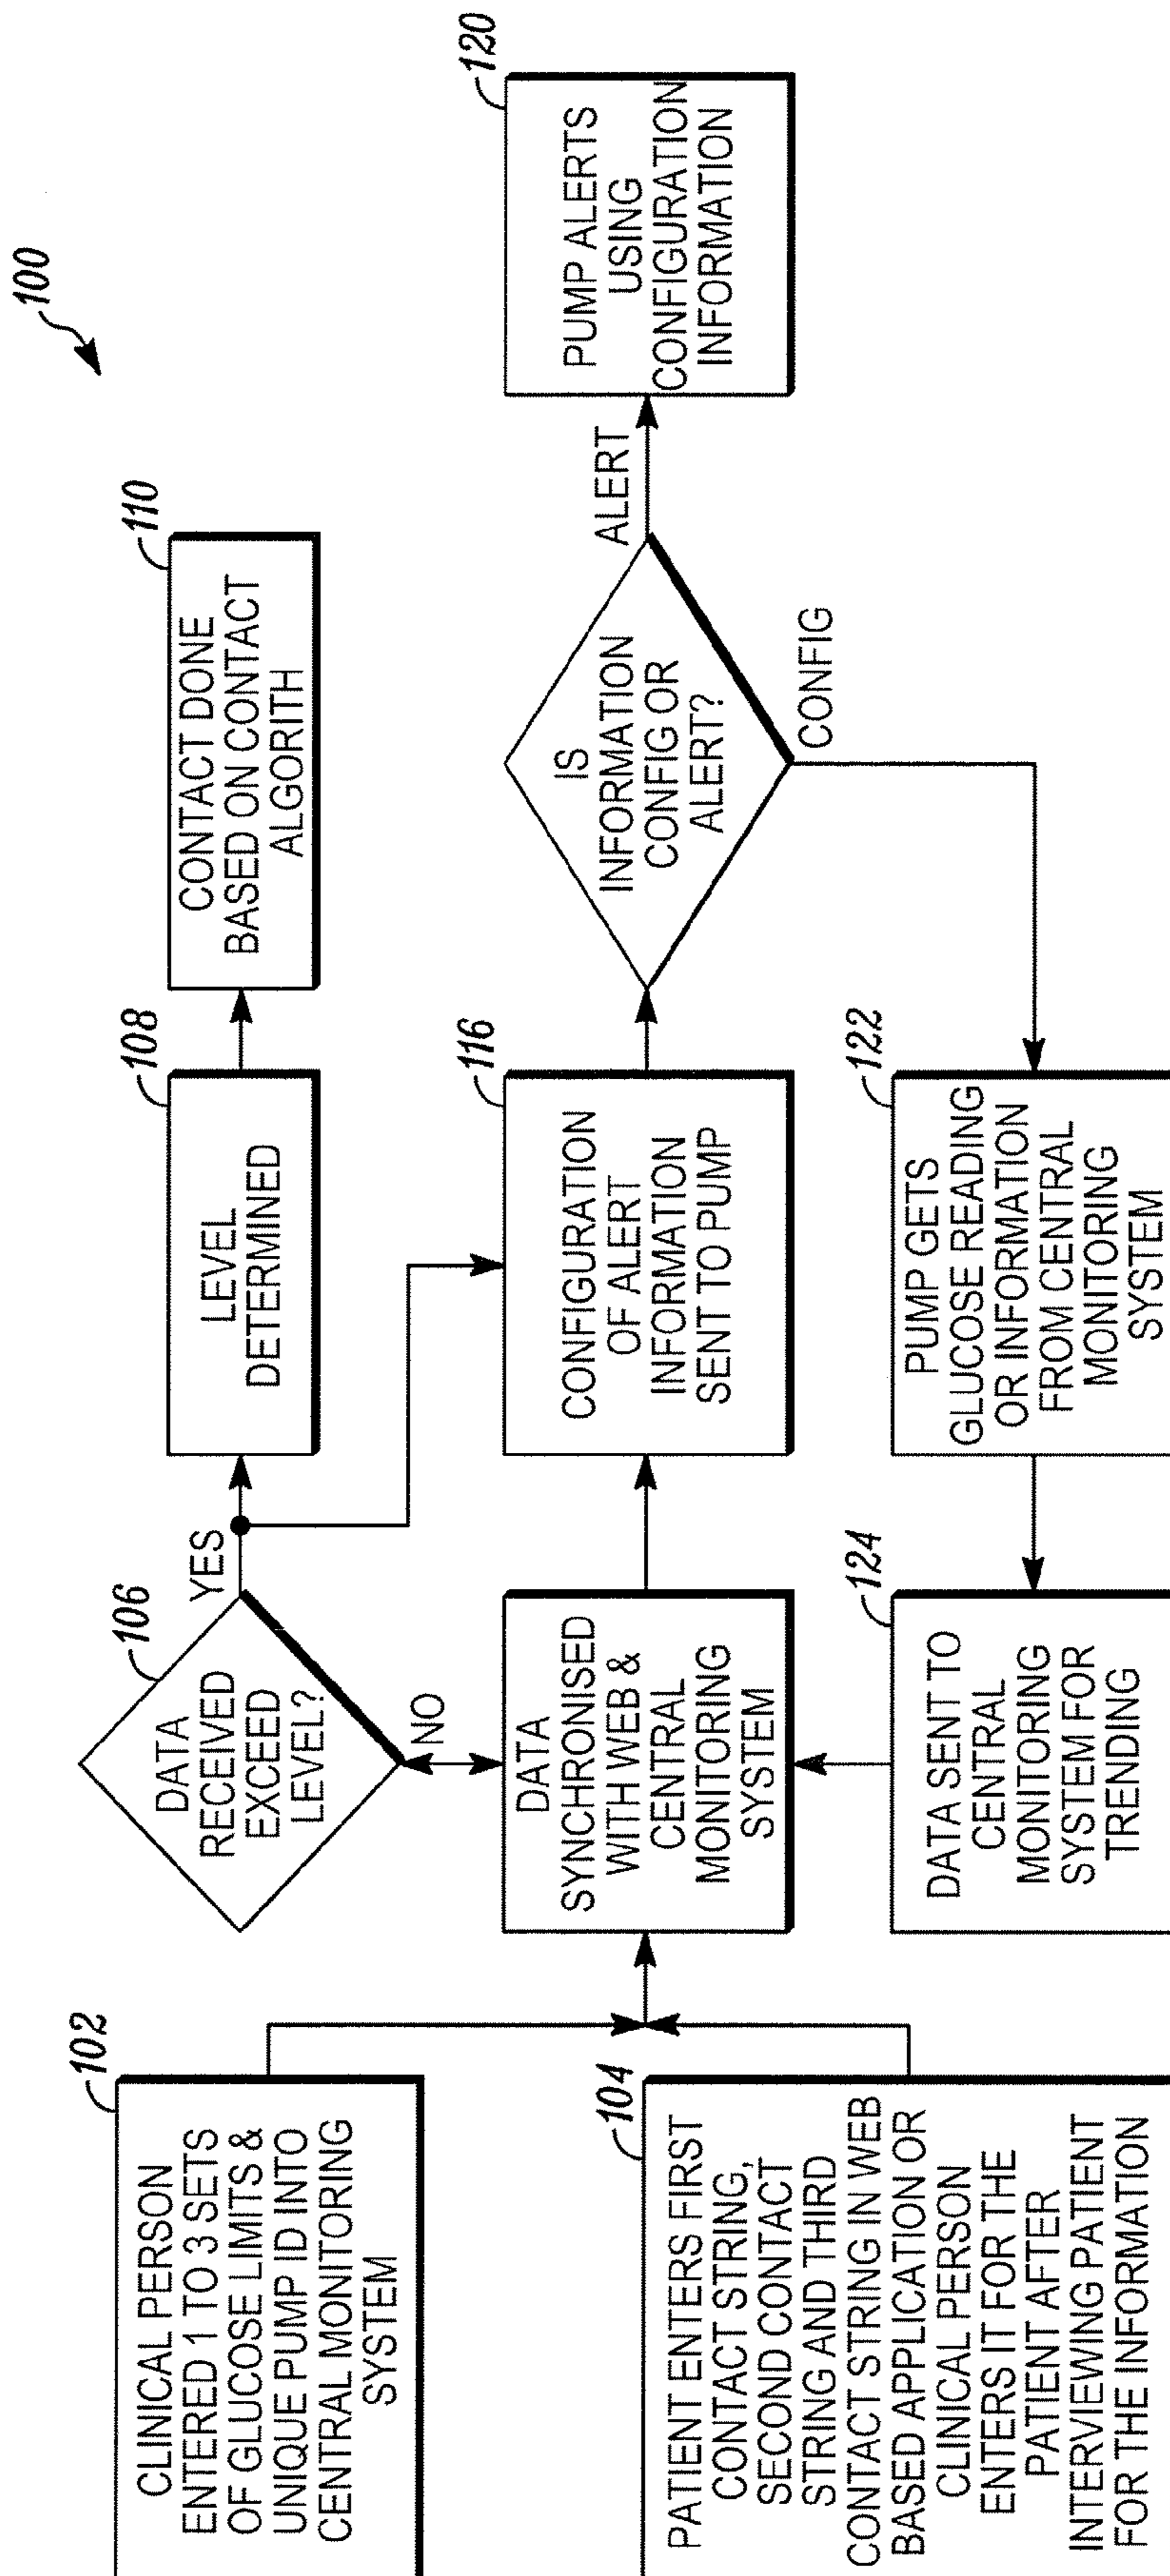 100
102
CLINICAL PERSON
ENTERED 1 TO 3 SETS
OF GLUCOSE LIMITS &
UNIQUE PUMP ID INTO
CENTRAL MONITORING
SYSTEM
104
PATIENT ENTERS FIRST
CONTACT STRING,
SECOND CONTACT
STRING AND THIRD
CONTACT STRING IN WEB
BASED APPLICATION OR
CLINICAL PERSON
ENTERS IT FOR THE
PATIENT AFTER
INTERVIEWING PATIENT
FOR THE INFORMATION
106
DATA
RECEIVED
EXCEED
LEVEL?
YES
NO
DATA
SYNCHRONISED
WITH WEB &
CENTRAL
MONITORING
SYSTEM
124
DATA SENT TO
CENTRAL
MONITORING
SYSTEM FOR
TRENDING
108
LEVEL
DETERMINED
116
CONFIGURATION
OF ALERT
INFORMATION
SENT TO PUMP
122
PUMP GETS
GLUCOSE READING
OR INFORMATION
FROM CENTRAL
MONITORING
SYSTEM
110
CONTACT DONE
BASED ON CONTACT
ALGORITH
IS
INFORMATION
CONFIG OR
ALERT?
ALERT
CONFIG
120
PUMP ALERTS
USING
CONFIGURATION
INFORMATION